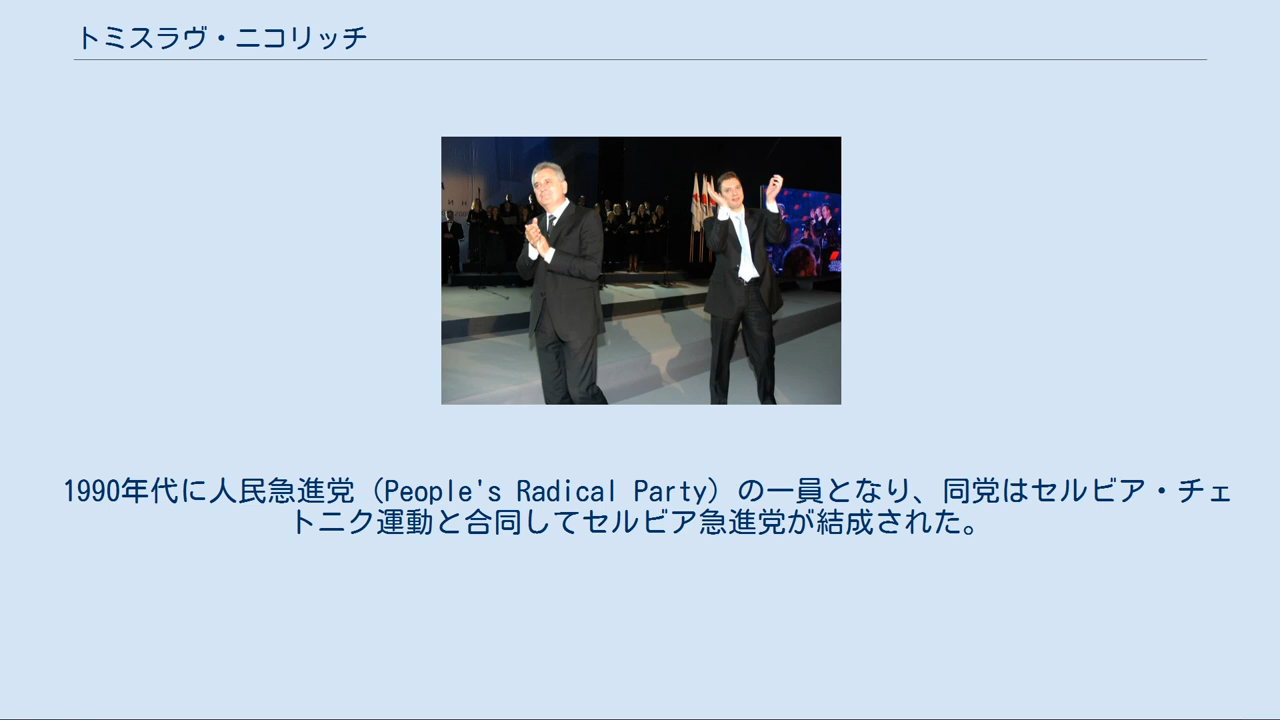 トミスラヴ・ニコリッチ
1990年代に人民急進党（People's Radical Party）の一員となり、同党はセルビア・チェ
トニク運動と合同してセルビア急進党が結成された。